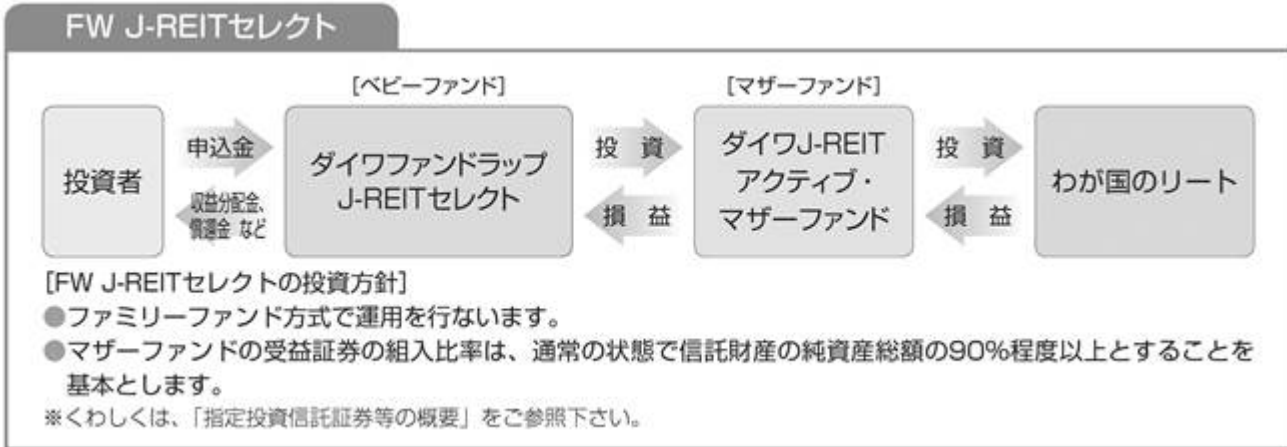 FW J-REITセレクト
[ベビーファンド]
[マザーファンド]
投資者
申込金
収益分配金、
償還金 など
ダイワファンドラップ
J-REITセレクト
投 資
損 益
ダイワJ-REIT
アクティブ・
マザーファンド
投 資
損 益
わが国のリート
[FW J-REITセレクトの投資方針]
●ファミリーファンド方式で運用を行ないます。
●マザーファンドの受益証券の組入比率は、通常の状態で信託財産の純資産総額の90%程度以上とすることを
基本とします。
※くわしくは、「指定投資信託証券等の概要」をご参照下さい。